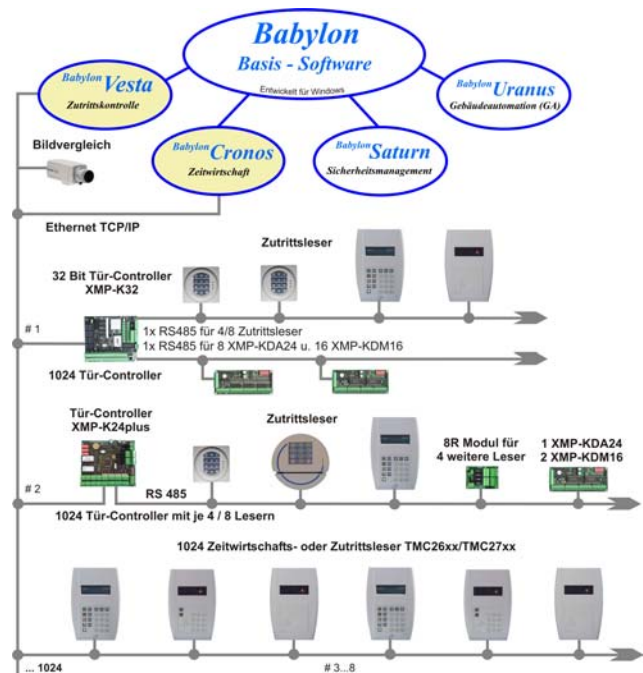 Babylon
Basis - Software
Entwickelt für Windows
Babylon Vesta
Zutrittskontrolle
Babylon Uranus
Gebäudeautomation (GA)
Bildvergleich
Babylon Cronos
Zeitwirtschaft
Babylon Saturn
Sicherheitsmanagement
Ethernet TCP/IP
Zutrittsleser
32 Bit Tür-Controller
XMP-K32
# 1
1x RS485 für 4/8 Zutrittsleser
1x RS485 für 8 XMP-KDA24 u. 16 XMP-KDM16
1024 Tür-Controller
Tür-Controller
XMP-K24plus
Zutrittsleser
8R Modul für
4 weitere Leser
1 XMP-KDA24
2 XMP-KDM16
# 2
RS 485
1024 Tür-Controller mit je 4 / 8 Lesern
1024 Zeitwirtschafts- oder Zutrittsleser TMC26xx/TMC27xx
... 1024
# 3...8